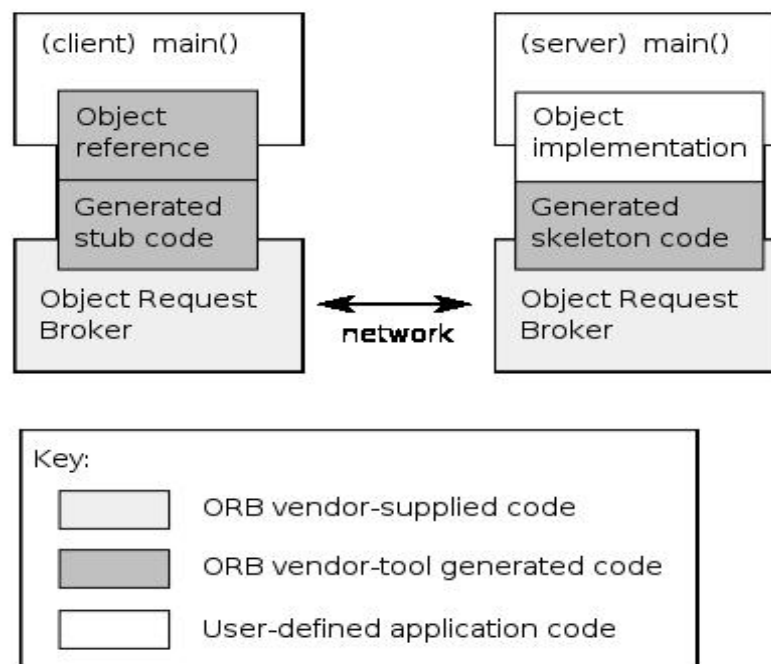 (client) main()
Object
reference
Generated
stub code
Object Request
Broker
network
(server) main()
Object
implementation
Generated
skeleton code
Object Request
Broker
Key:
ORB vendor-supplied code
ORB vendor-tool generated code
User-defined application code